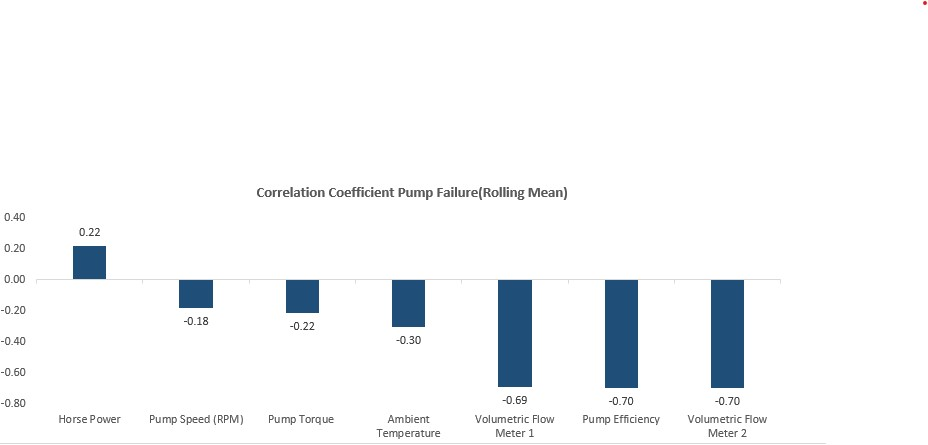 Correlation Coefficient Pump Failure(Rolling Mean)
0.40
0.20
0.00
-0.20
-0.40
-0.60
-0.80
0.22
-0.18
-0.22
-0.30
-0.69
-0.70
-0.70
Horse Power
Pump Speed (RPM)
Pump Torque
Ambient
Temperature
Volumetric Flow
Meter 1
Pump Efficiency
Volumetric Flow
Meter 2